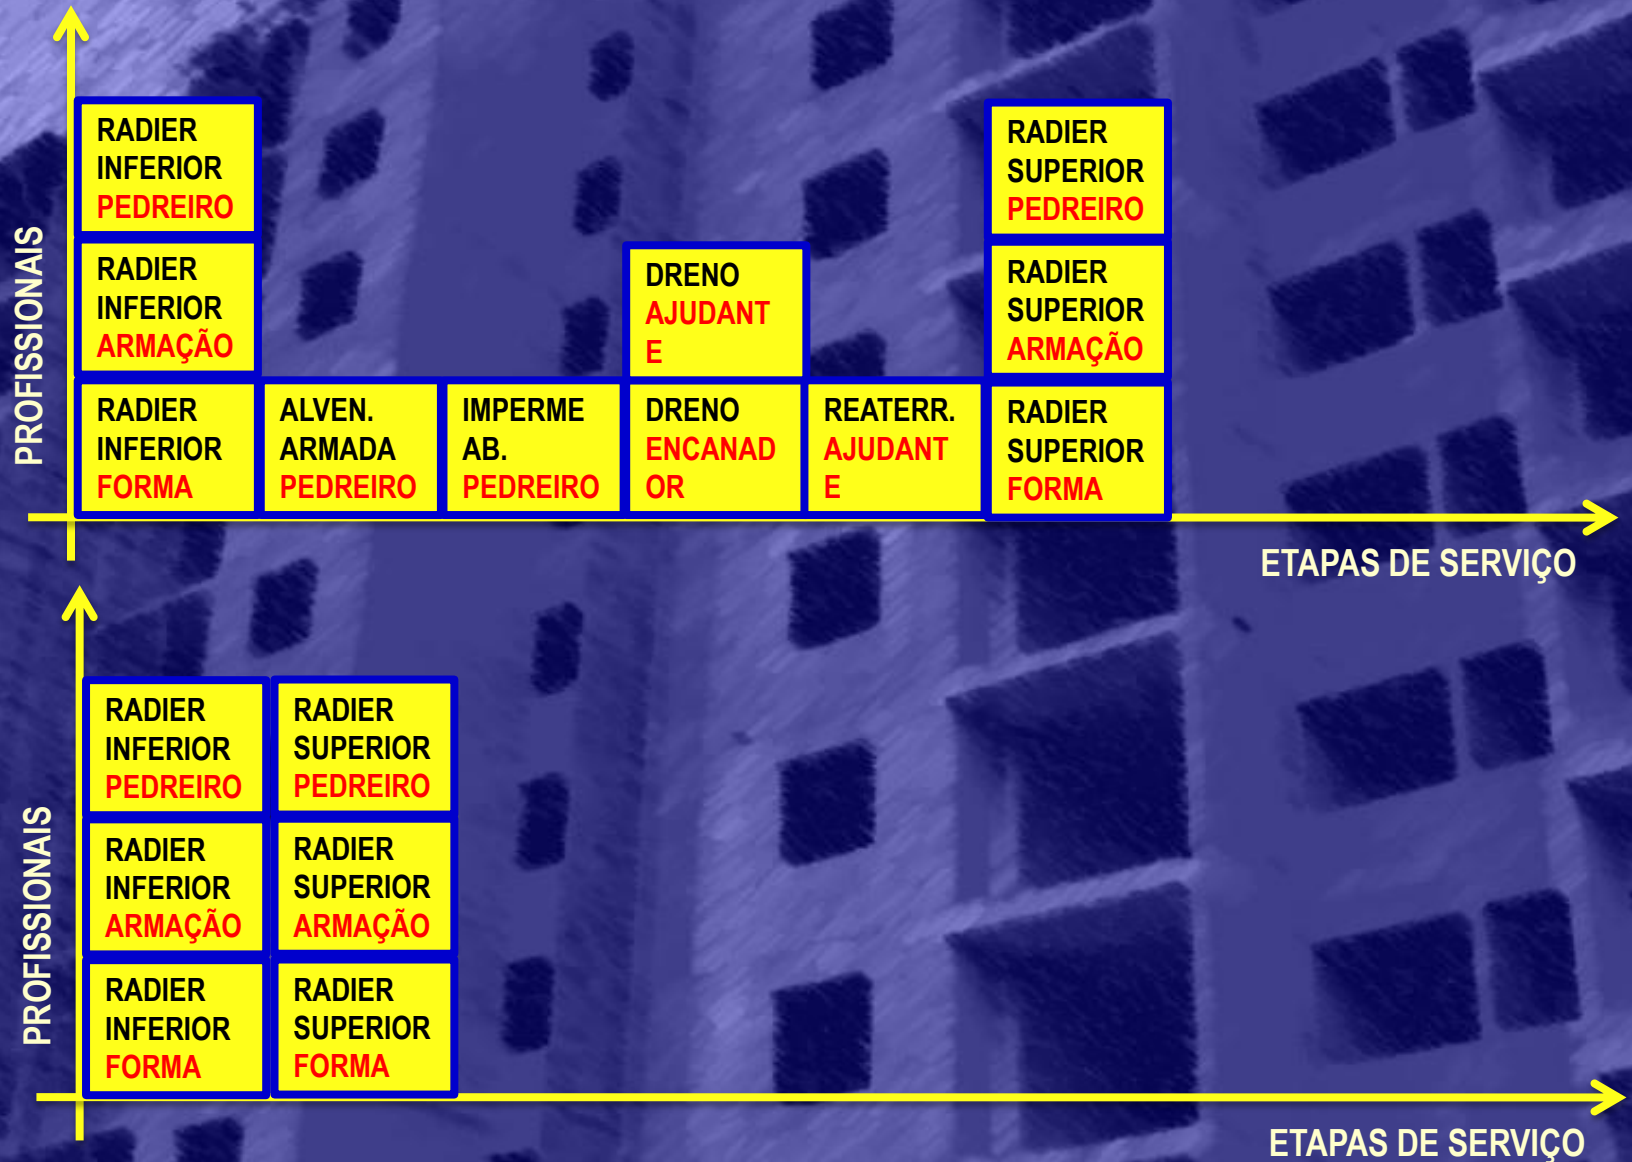 PROFISSIONAIS
RADIER
INFERIOR
PEDREIRO
RADIER
INFERIOR
ARMAÇÃO
RADIER
INFERIOR
FORMA
ALVEN.
ARMADA
PEDREIRO
IMPERME
AB.
PEDREIRO
DRENO
AJUDANT
E
DRENO
ENCANAD
OR
REATERR.
AJUDANT
E
RADIER
SUPERIOR
PEDREIRO
RADIER
SUPERIOR
ARMAÇÃO
RADIER
SUPERIOR
FORMA
ETAPAS DE SERVIÇO
PROFISSIONAIS
RADIER
INFERIOR
PEDREIRO
RADIER
INFERIOR
ARMAÇÃO
RADIER
INFERIOR
FORMA
RADIER
SUPERIOR
PEDREIRO
RADIER
SUPERIOR
ARMAÇÃO
RADIER
SUPERIOR
FORMA
ETAPAS DE SERVIÇO